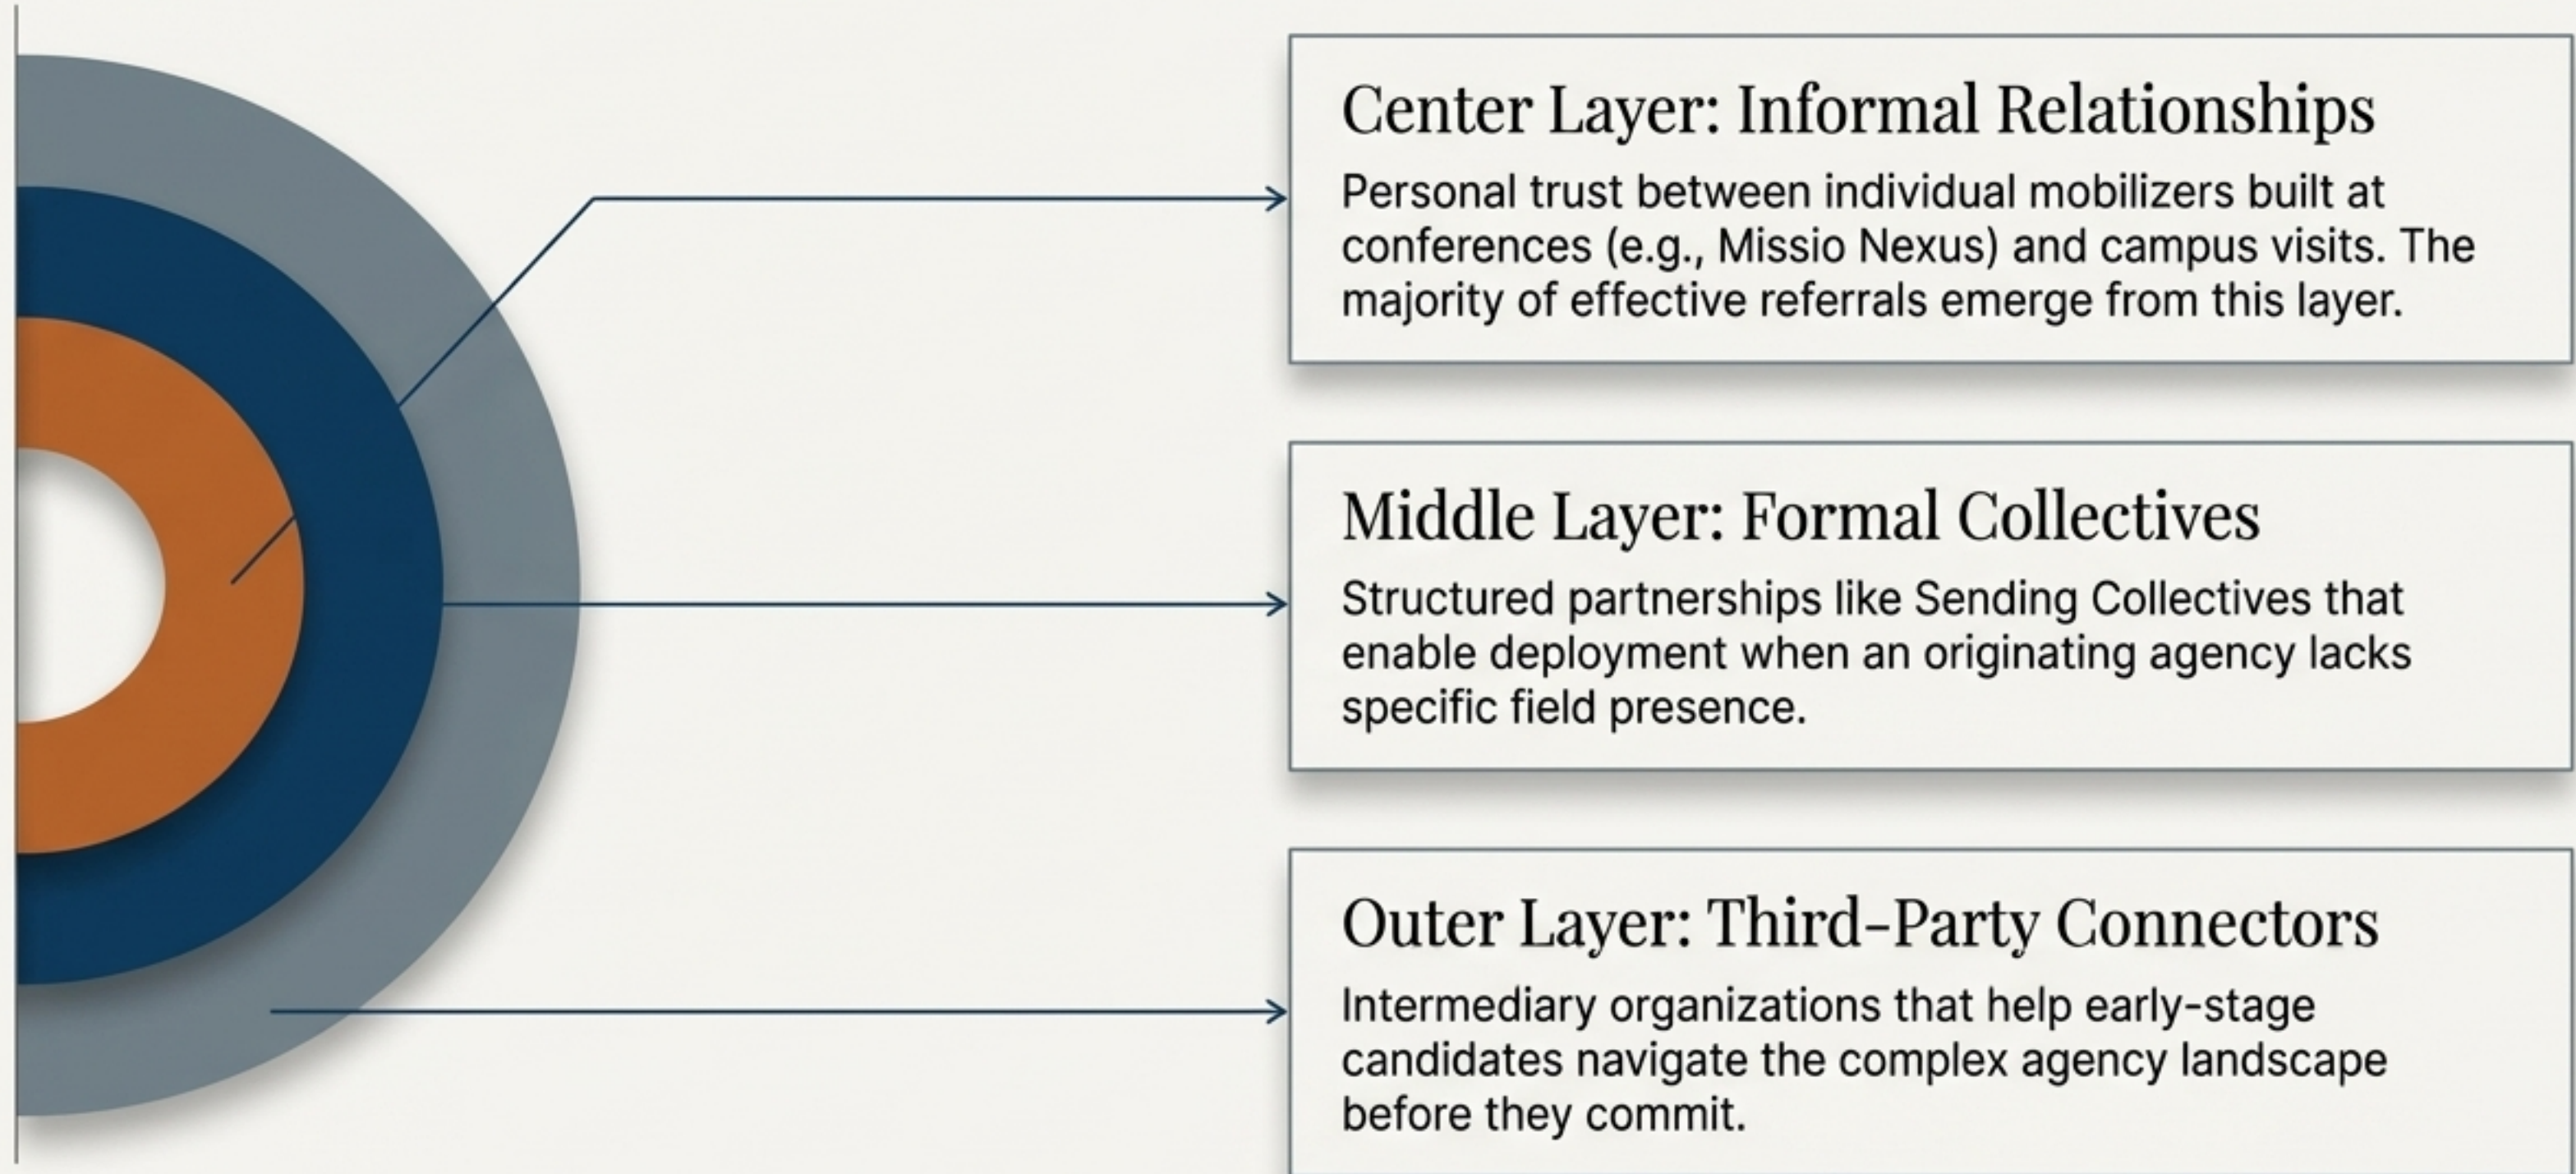 Center Layer: Informal Relationships
Personal trust between individual mobilizers built at
conferences (e.g., Missio Nexus) and campus visits. The
majority of effective referrals emerge from this layer.
Middle Layer: Formal Collectives
Structured partnerships like Sending Collectives that
enable deployment when an originating agency lacks
specific field presence.
Outer Layer: Third-Party Connectors
Intermediary organizations that help early-stage
candidates navigate the complex agency landscape
before they commit.